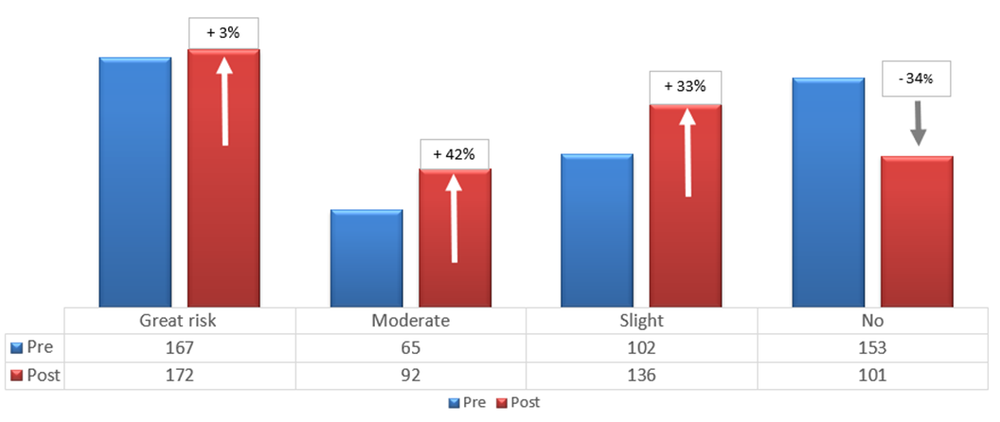 + 3%
+ 42%
+ 33%
- 34%
Great risk Moderate Slight No
Pre 167 65 102 153
Post 172 92 136 101
Pre Post